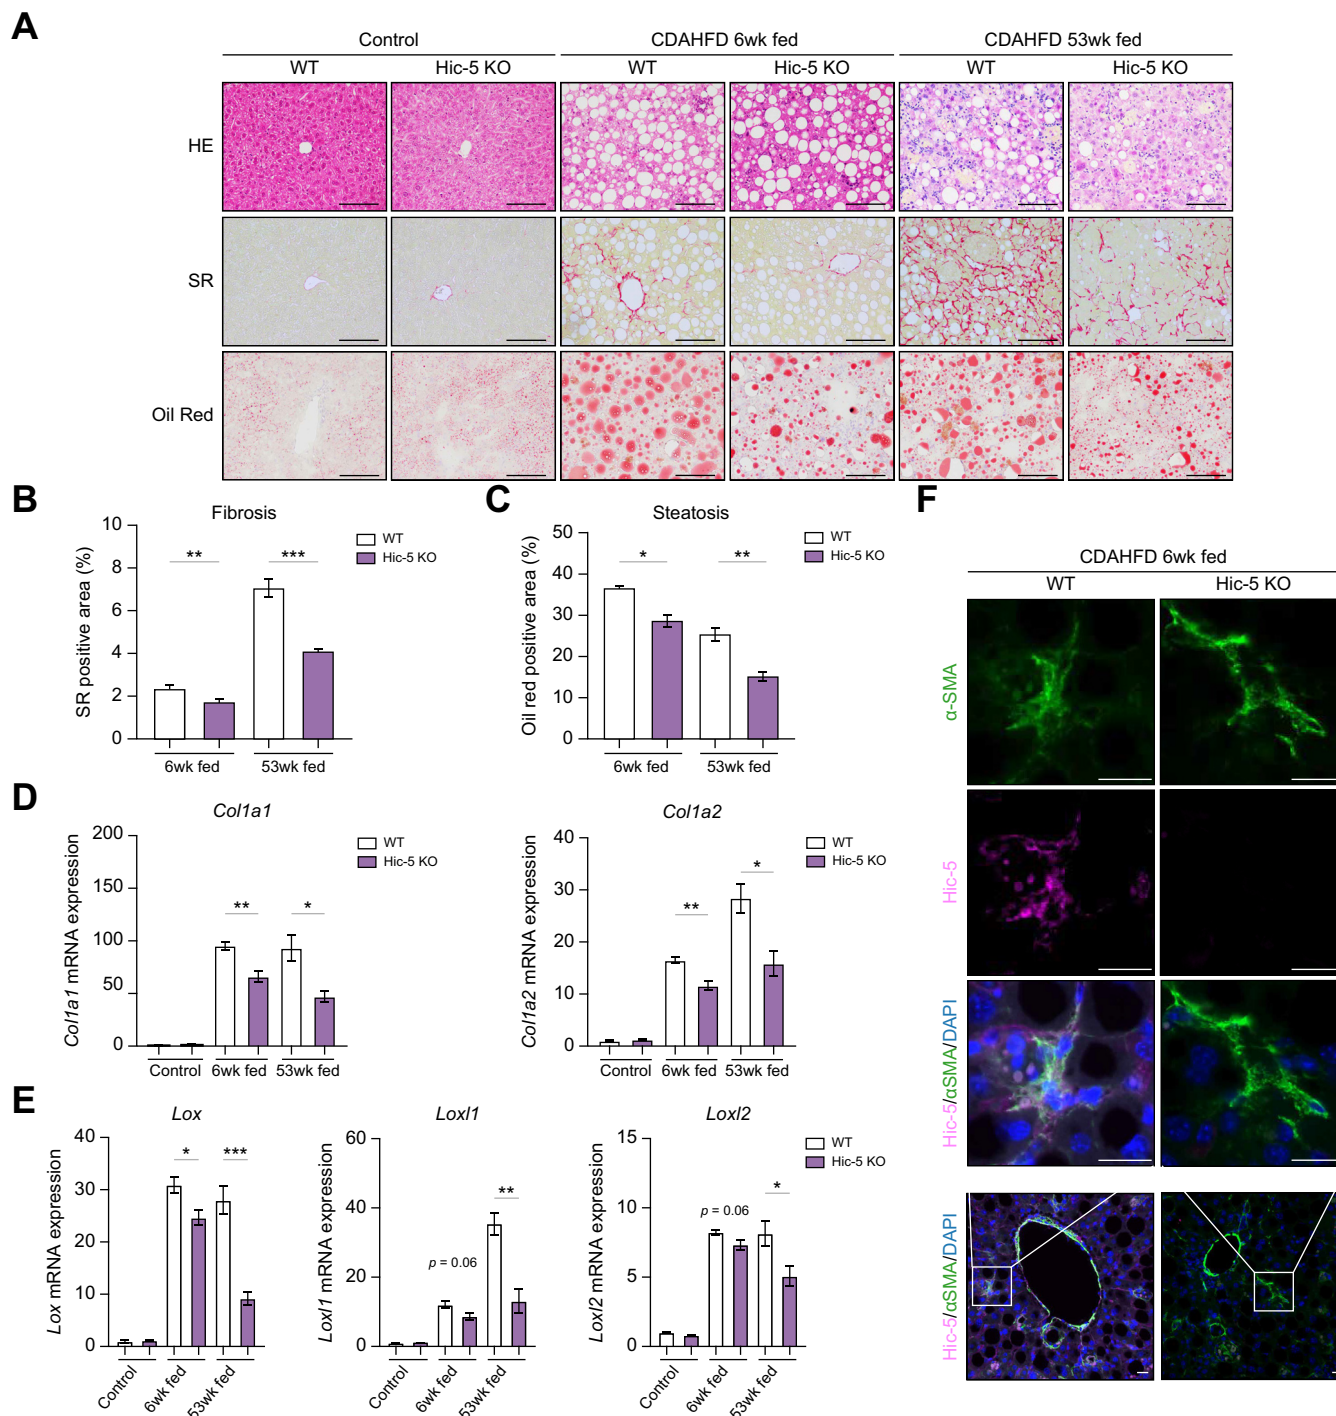 A
Control
CDAHFD 6wk fed
CDAHFD 53wk fed
WT
Hic-5 KO
WT
Hic-5 KO
WT
Hic-5 KO
HE
SR
Oil Red
B
Fibrosis
SR positive area (%)
10
8
6
4
2
0
**
***
WT
Hic-5 KO
6wk fed
53wk fed
C
Steatosis
Oil red positive area (%)
50
40
30
20
10
0
*
**
WT
Hic-5 KO
6wk fed
53wk fed
D
Col1a1
Col1a1 mRNA expression
200
150
100
50
0
**
*
WT
Hic-5 KO
Control
6wk fed
53wk fed
Col1a2
Col1a2 mRNA expression
40
30
20
10
0
**
*
WT
Hic-5 KO
Control
6wk fed
53wk fed
E
Lox
Lox mRNA expression
40
30
20
10
0
*
***
Control
6wk fed
53wk fed
Loxl1
Loxl1 mRNA expression
60
40
20
0
p = 0.06
**
Control
6wk fed
53wk fed
Loxl2
Loxl2 mRNA expression
15
10
5
0
p = 0.06
*
WT
Hic-5 KO
Control
6wk fed
53wk fed
F
CDAHFD 6wk fed
WT
Hic-5 KO
α-SMA
Hic-5
Hic-5/αSMA/DAPI
Hic-5/αSMA/DAPI